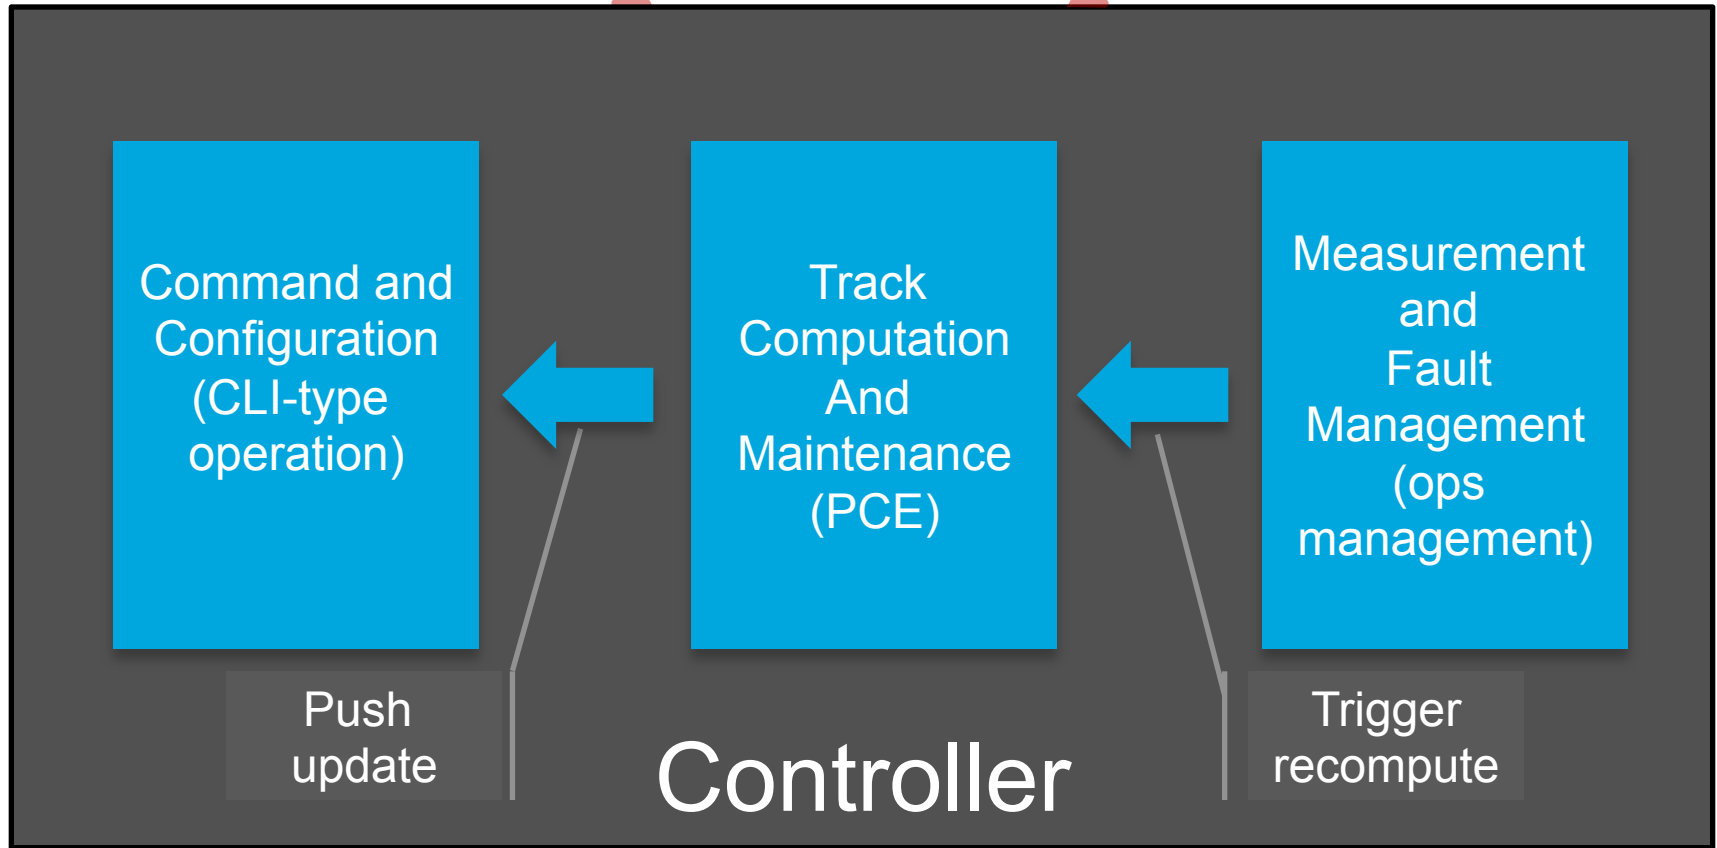 Command and
Configuration
(CLI-type
operation)
Track
Computation
And
Maintenance
(PCE)
Measurement
and
Fault
Management
(ops
management)
Push
update
Controller
Trigger
recompute